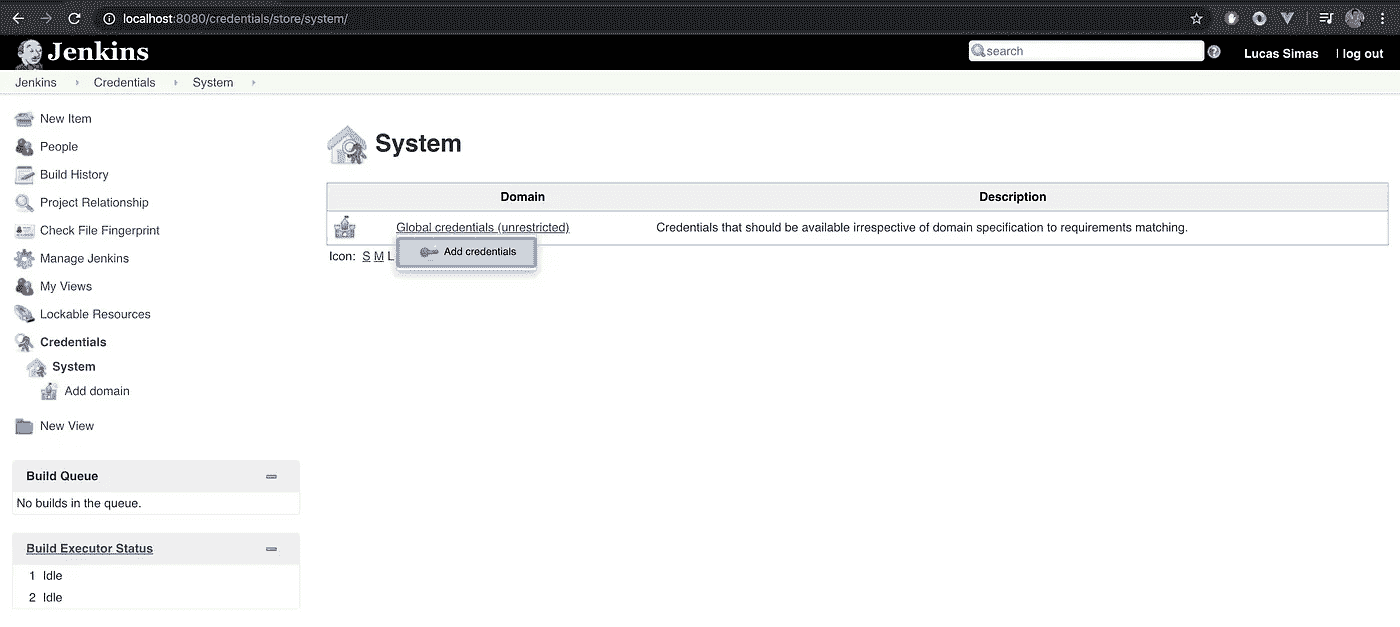 localhost:8080/credentials/store/system/
Jenkins
search
Lucas Simas
| log out
Jenkins Credentials System
New Item
People
Build History
Project Relationship
Check File Fingerprint
Manage Jenkins
My Views
Lockable Resources
Credentials
System
Add domain
New View
Build Queue
No builds in the queue.
Build Executor Status
1 Idle
2 Idle
System
Domain Description
Global credentials (unrestricted) Credentials that should be available irrespective of domain specification to requirements matching.
Add credentials
Icon: S M L